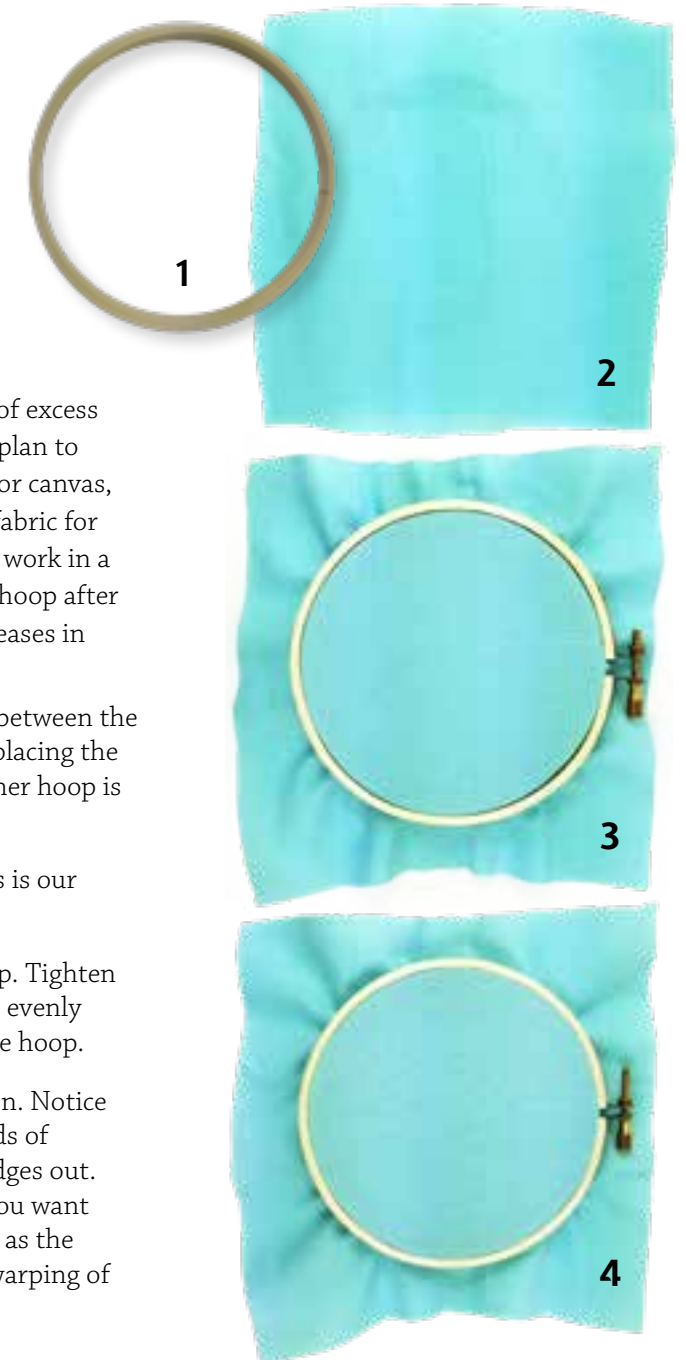 1
2
of excess
plan to
or canvas,
fabric for
work in a
hoop after
eases in
between the
placing the
ner hoop is
3
s is our
p. Tighten
evenly
e hoop.
n. Notice
ds of
dges out.
ou want
as the
warping of
4